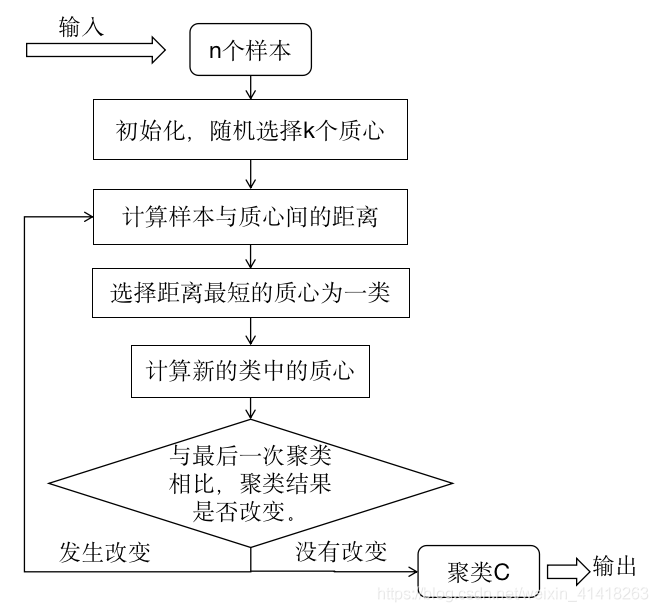 输入
n个样本
初始化，随机选择k个质心
计算样本与质心间的距离
选择距离最短的质心为一类
计算新的类中的质心
与最后一次聚类
相比，聚类结果
是否改变。
发生改变
没有改变
聚类C
输出
https://blog.csdn.net/weixin_41418263